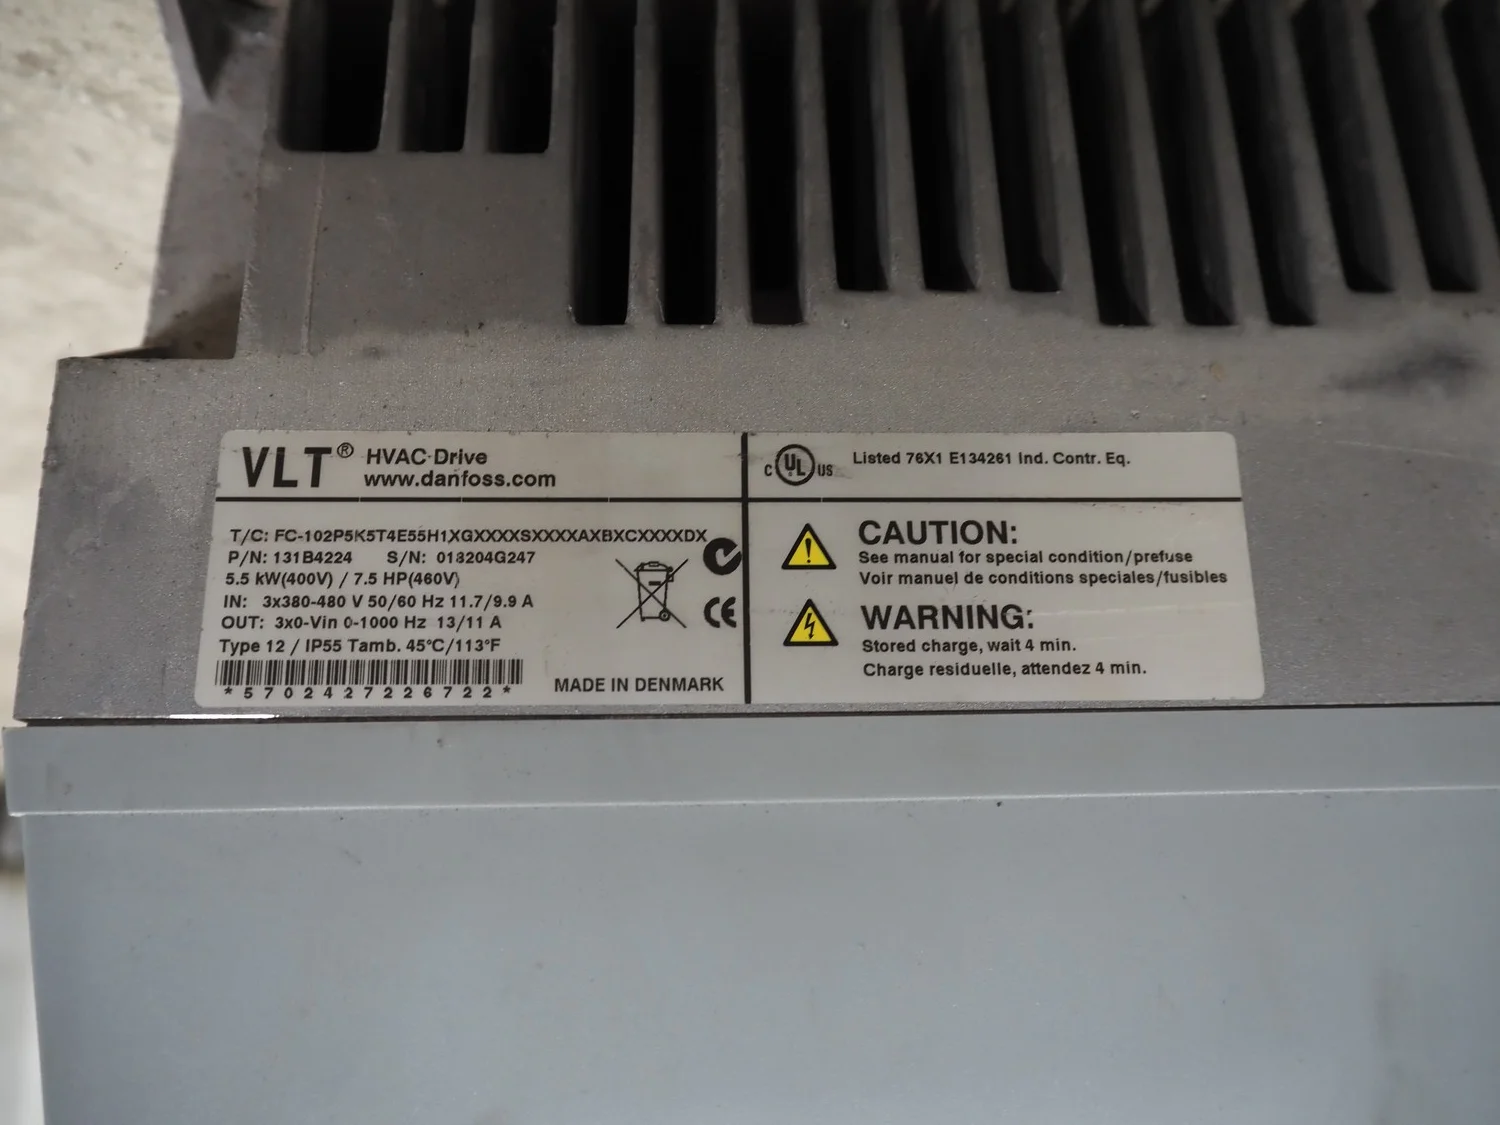 VLT® HVAC Drive
www.danfoss.com
T/C: FC-102P5K5T4E55H1XGXXXXSXXXXAXBXCXXXXDX
P/N: 131B4224 S/N: 018204G247
5.5 kW(400V) / 7.5 HP(460V)
IN: 3x380-480 V 50/60 Hz 11.7/9.9 A
OUT: 3x0-Vin 0-1000 Hz 13/11 A
Type 12 / IP55 Tamb. 45°C/113°F
*5702427226722*
MADE IN DENMARK
CE
C UL US Listed 76X1 E134261 Ind. Contr. Eq.
CAUTION:
See manual for special condition/prefuse
Voir manuel de conditions speciales/fusibles
WARNING:
Stored charge, wait 4 min.
Charge residuelle, attendez 4 min.